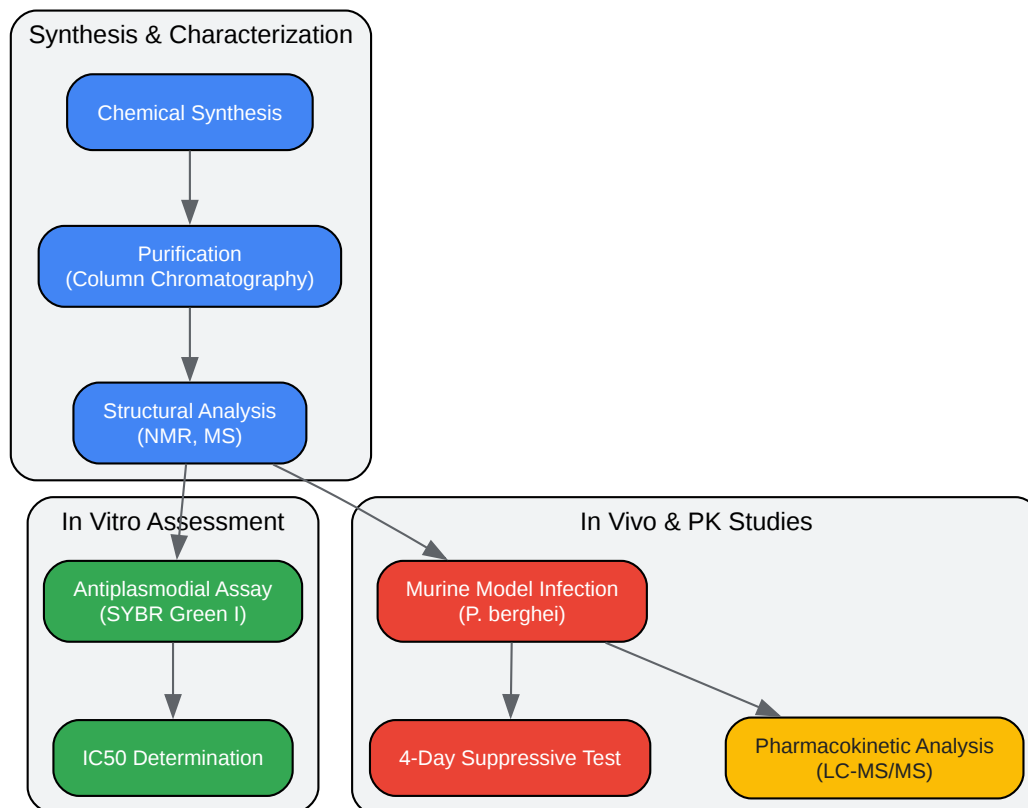 Synthesis & Characterization
Chemical Synthesis
Purification
(Column Chromatography)
Structural Analysis
(NMR, MS)
In Vitro Assessment
Antiplasmodial Assay
(SYBR Green I)
IC50 Determination
In Vivo & PK Studies
Murine Model Infection
(P. berghei)
4-Day Suppressive Test
Pharmacokinetic Analysis
(LC-MS/MS)